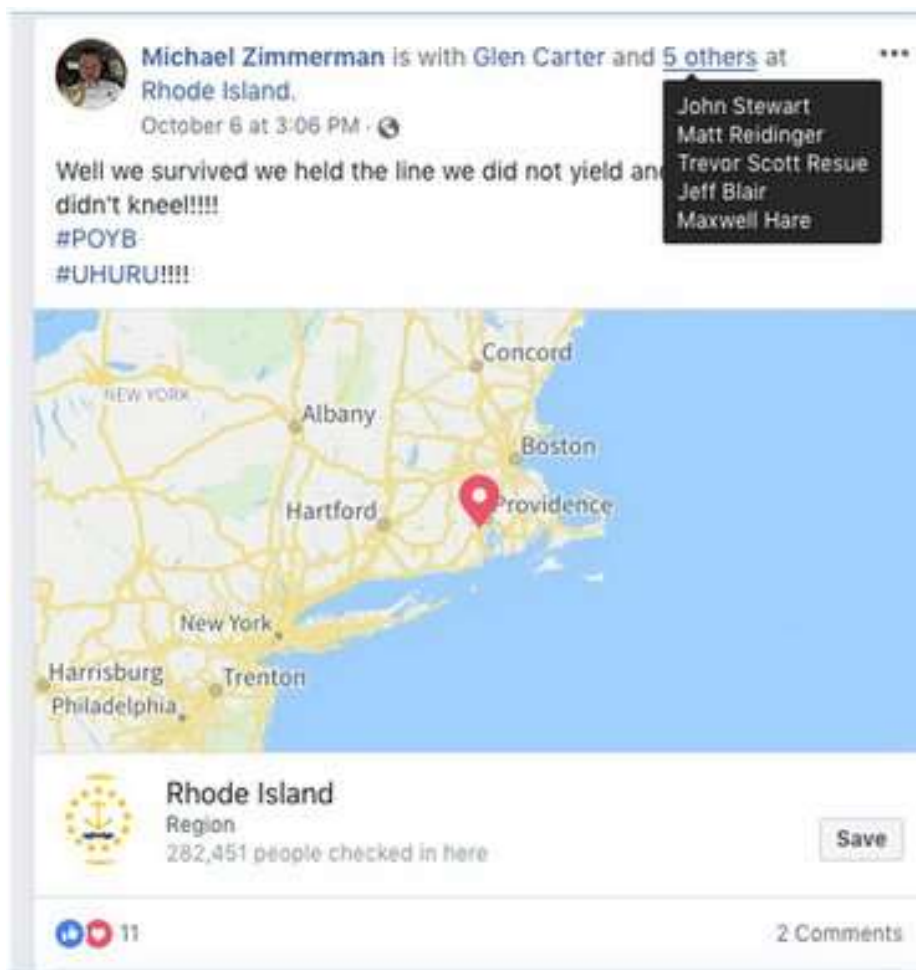 Michael Zimmerman is with Glen Carter and 5 others at
Rhode Island.
October 6 at 3:06 PM ·
John Stewart
Matt Reidinger
Trevor Scott Resue
Jeff Blair
Maxwell Hare
Well we survived we held the line we did not yield and
didn't kneel!!!!
#POYB
#UHURU!!!!
Concord
NEW YORK
Albany
Boston
Hartford
Providence
New York
Harrisburg
Trenton
Philadelphia
Rhode Island
Region
282,451 people checked in here
Save
11
2 Comments